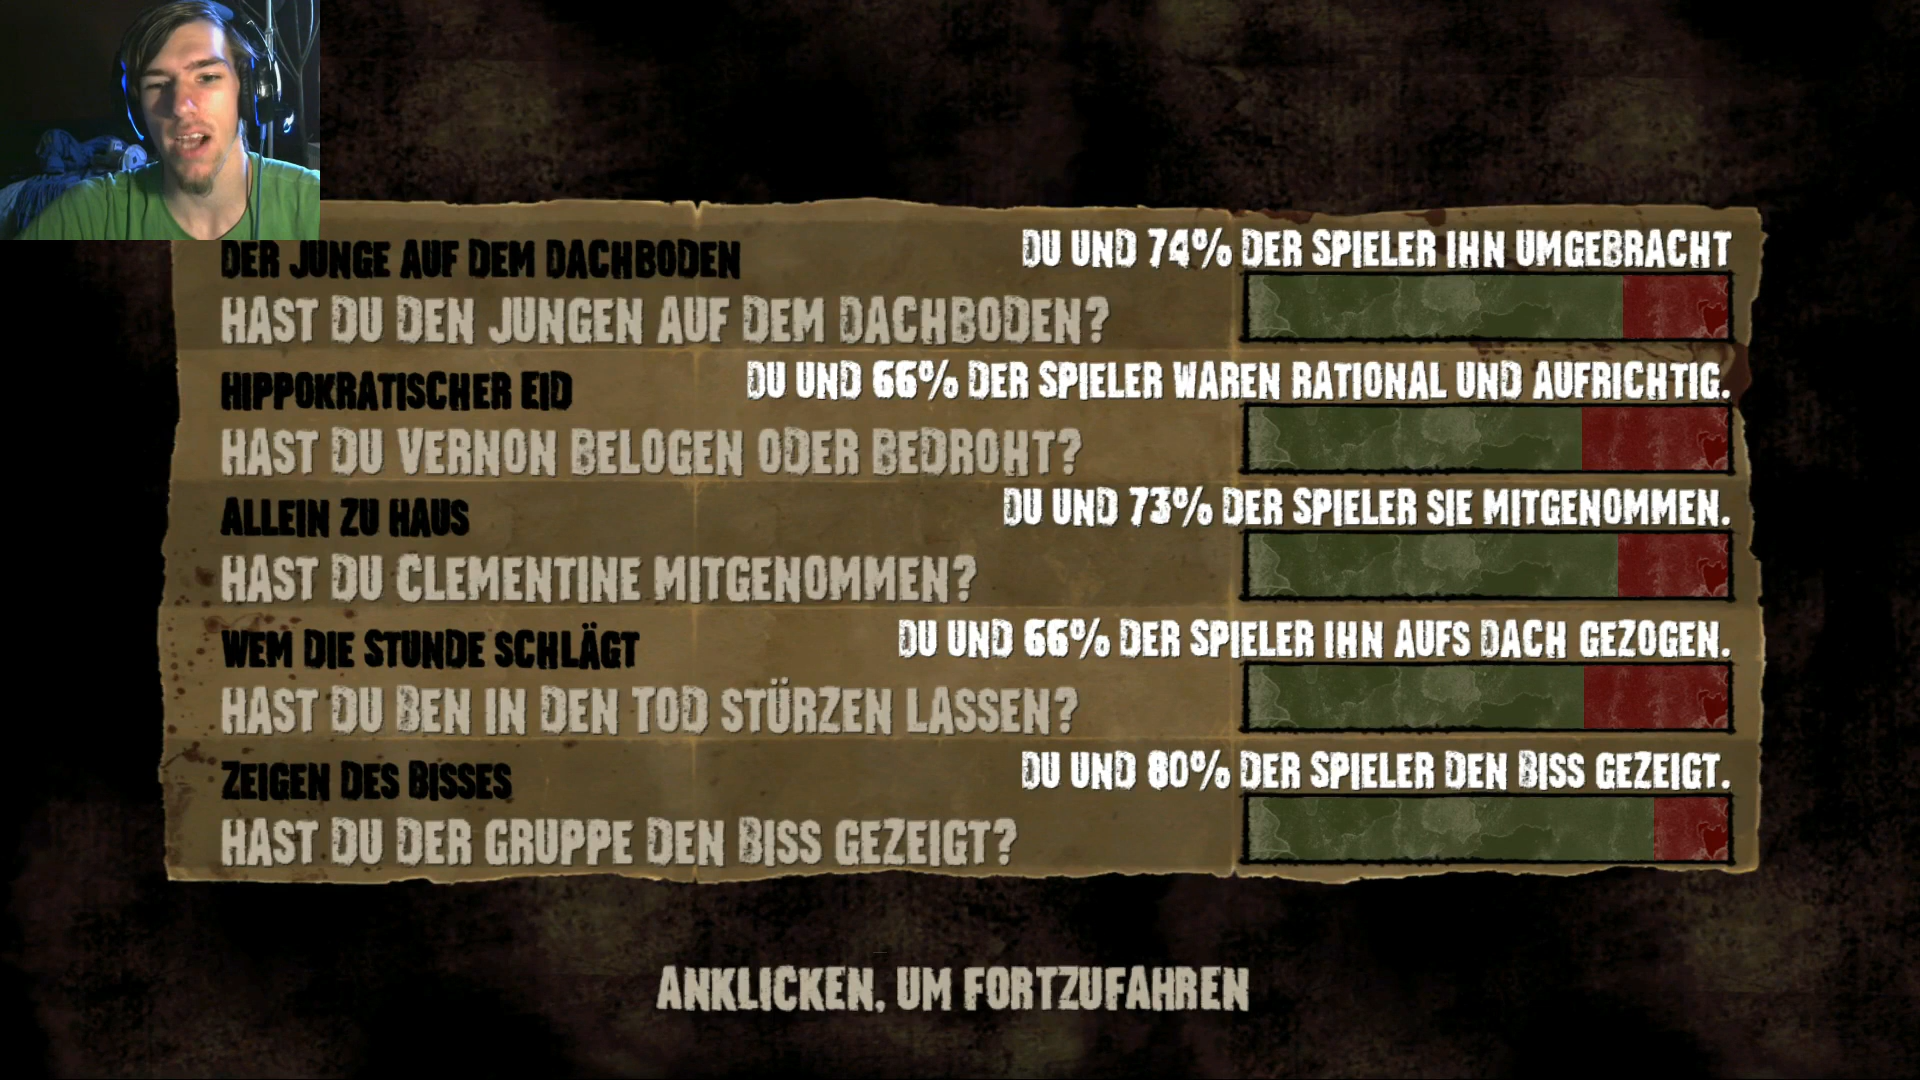 DER JUNGE AUF DEM DACHBODEN
DU UND 74% DER SPIELER IHN UMGEBRACHT
HAST DU DEN JUNGEN AUF DEM DACHBODEN?
HIPPOKRATISCHER EID
DU UND 66% DER SPIELER WAREN RATIONAL UND AUFRICHTIG.
HAST DU VERNON BELOGEN ODER BEDROHT?
ALLEIN ZU HAUS
DU UND 73% DER SPIELER SIE MITGENOMMEN.
HAST DU CLEMENTINE MITGENOMMEN?
WEM DIE STUNDE SCHLÄGT
DU UND 66% DER SPIELER IHN AUFS DACH GEZOGEN.
HAST DU BEN IN DEN TOD STÜRZEN LASSEN?
ZEIGEN DES BISSES
DU UND 80% DER SPIELER DEN BISS GEZEIGT.
HAST DU DER GRUPPE DEN BISS GEZEIGT?
ANKLICKEN, UM FORTZUFAHREN